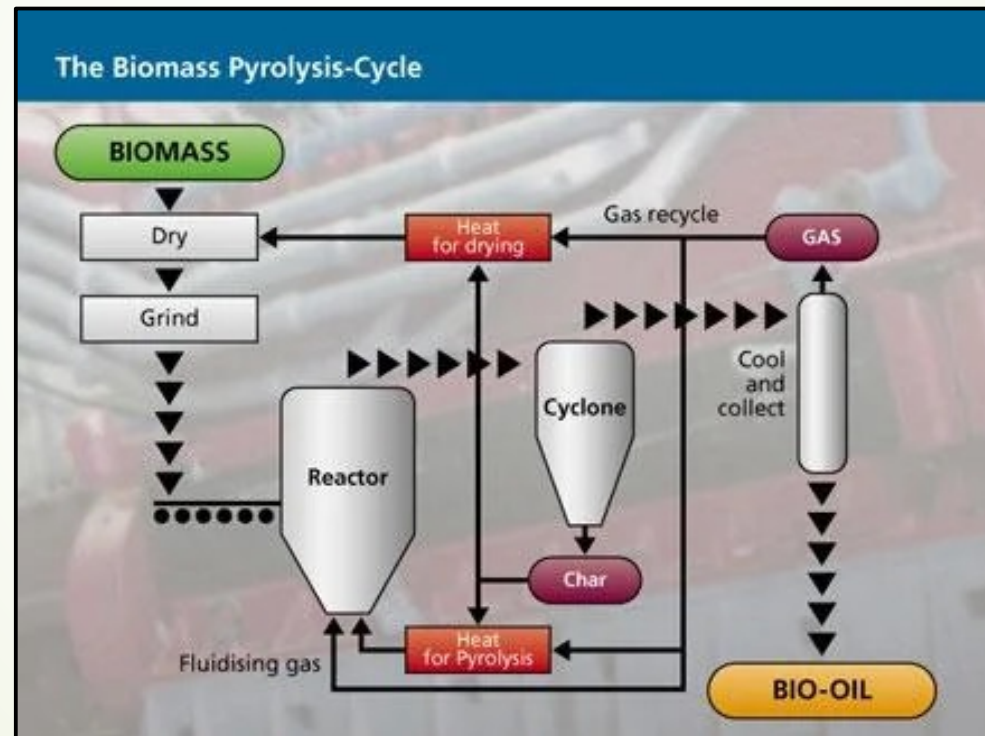 The Biomass Pyrolysis-Cycle
BIOMASS
Dry
Heat
for drying
Gas recycle
GAS
Grind
Cool
and
collect
Cyclone
Reactor
Char
Heat
for Pyrolysis
Fluidising gas
BIO-OIL